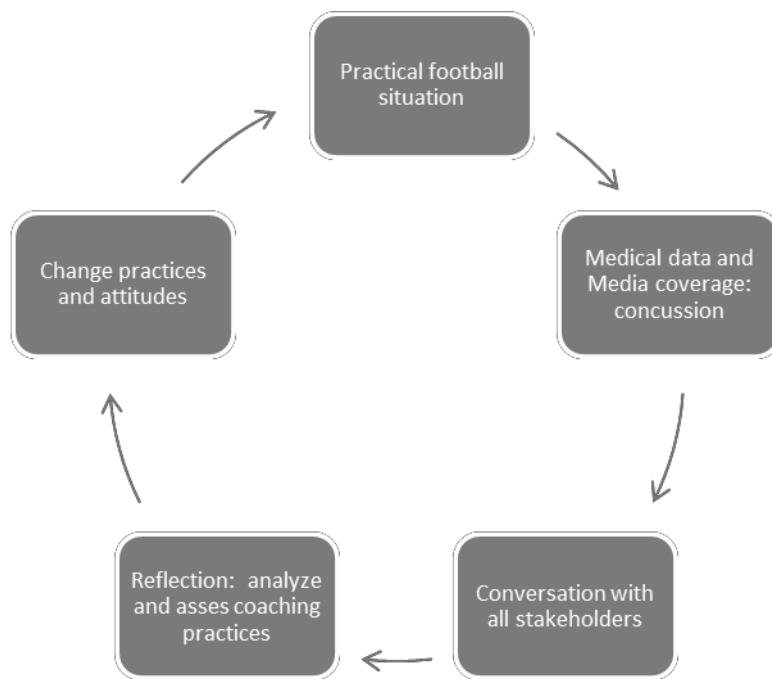 Practical football
situation
Medical data and
Media coverage:
concussion
Conversation with
all stakeholders
Reflection:  analyze
and asses coaching
practices
Change practices
and attitudes